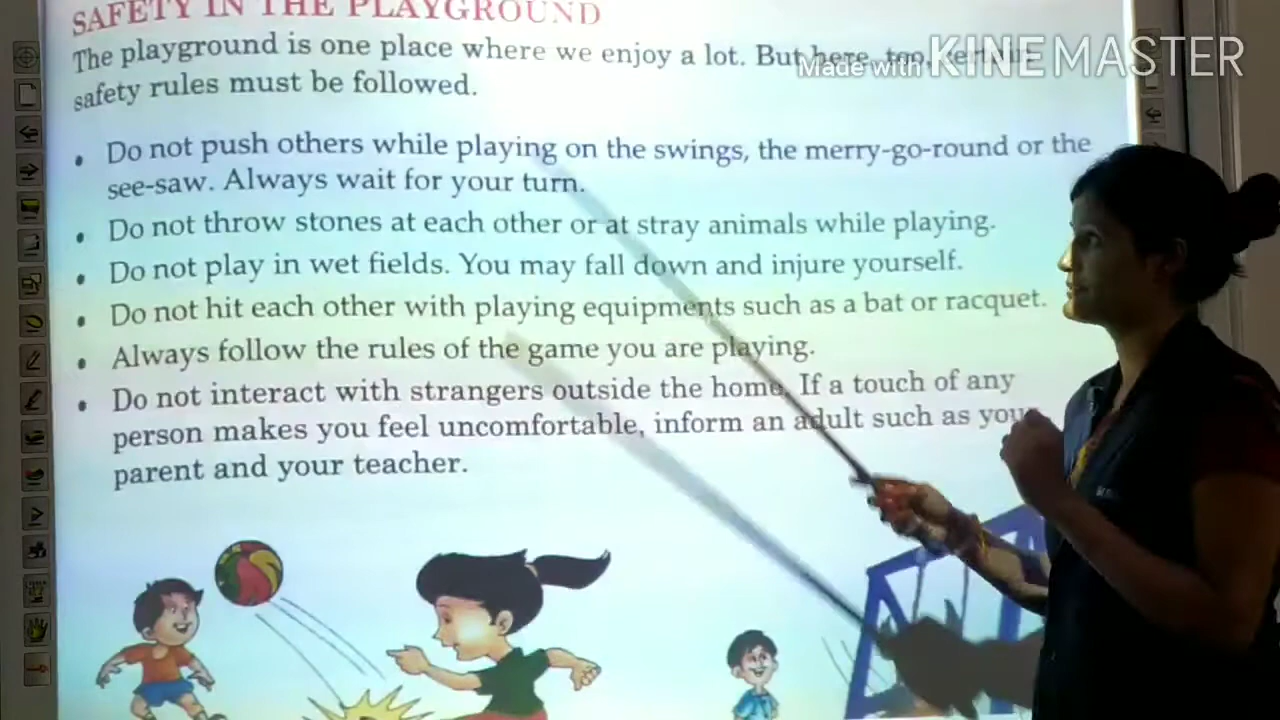 SAFETY IN THE PLAYGROUND
The playground is one place where we enjoy a lot. But here, too,
Made with KINEMASTER
safety rules must be followed.
• Do not push others while playing on the swings, the merry-go-round or the
see-saw. Always wait for your turn.
• Do not throw stones at each other or at stray animals while playing.
• Do not play in wet fields. You may fall down and injure yourself.
• Do not hit each other with playing equipments such as a bat or racquet.
• Always follow the rules of the game you are playing.
• Do not interact with strangers outside the home. If a touch of any
person makes you feel uncomfortable, inform an adult such as your
parent and your teacher.